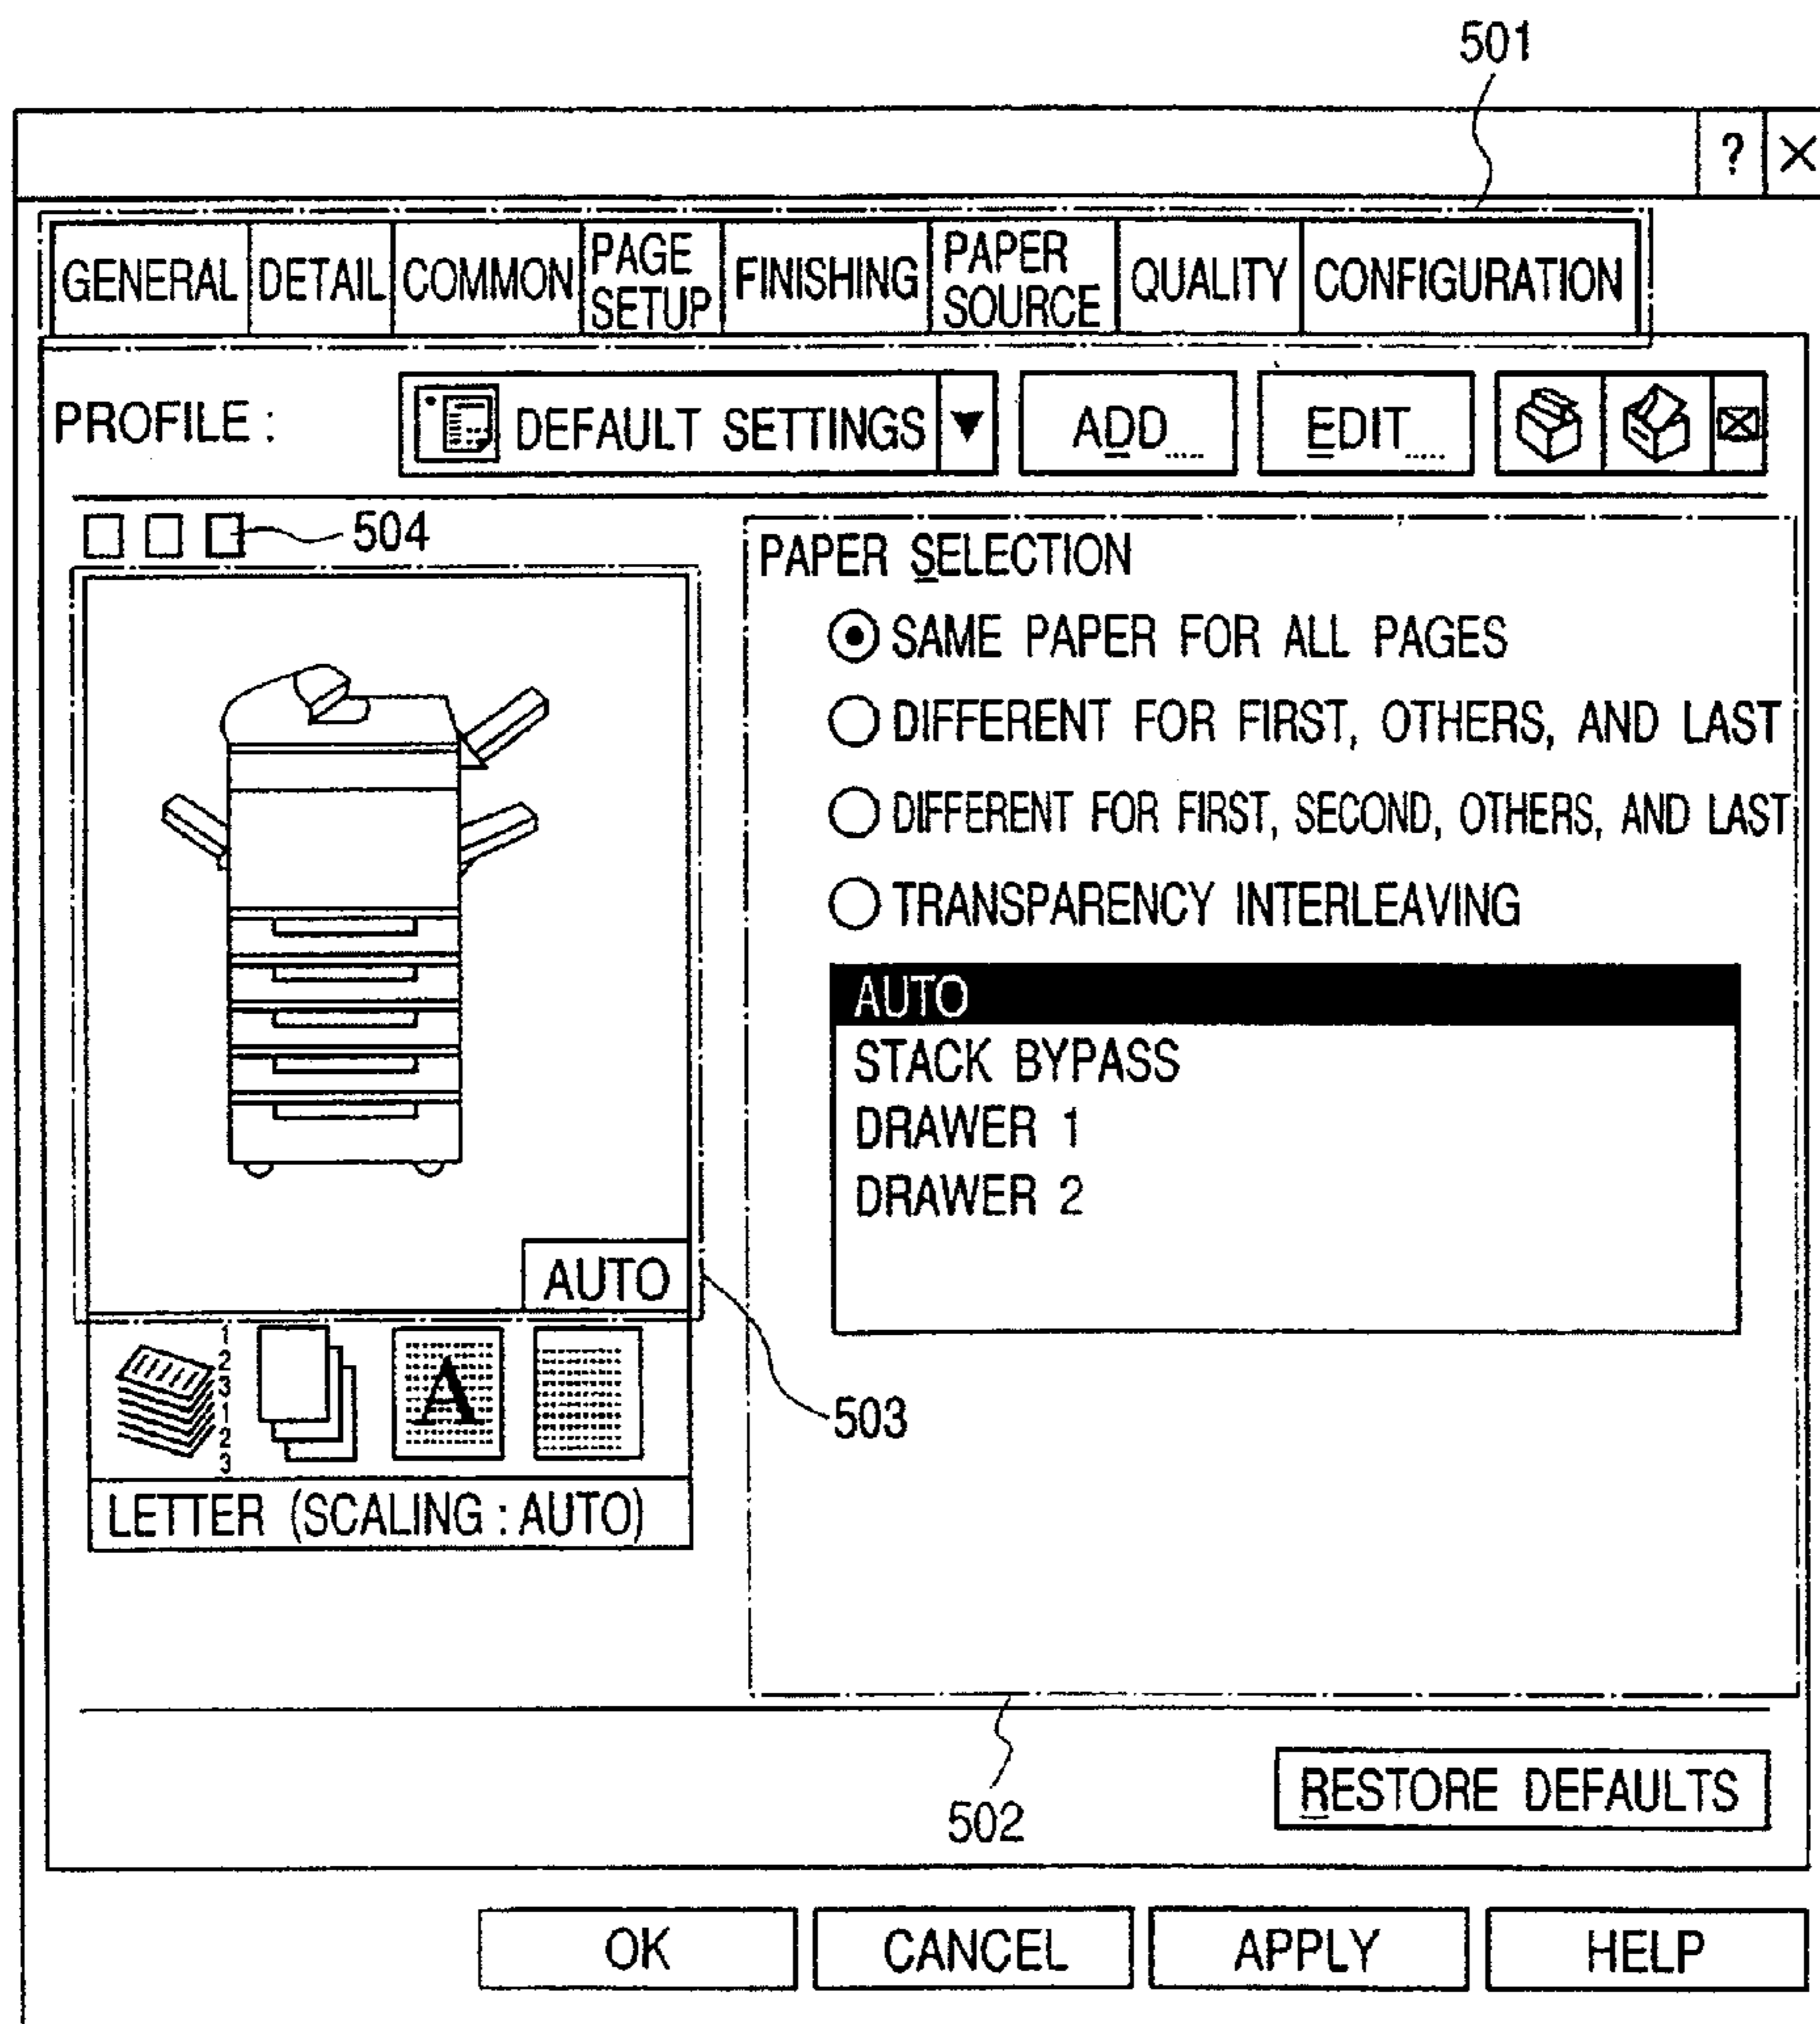 501
? ×
GENERAL DETAIL COMMON PAGE SETUP FINISHING PAPER SOURCE QUALITY CONFIGURATION
PROFILE : DEFAULT SETTINGS ▼ ADD.... EDIT....
504
PAPER SELECTION
SAME PAPER FOR ALL PAGES
DIFFERENT FOR FIRST, OTHERS, AND LAST
DIFFERENT FOR FIRST, SECOND, OTHERS, AND LAST
TRANSPARENCY INTERLEAVING
AUTO
STACK BYPASS
DRAWER 1
DRAWER 2
AUTO
503
1
2
3
1
2
3
A
LETTER (SCALING : AUTO)
502
RESTORE DEFAULTS
OK CANCEL APPLY HELP